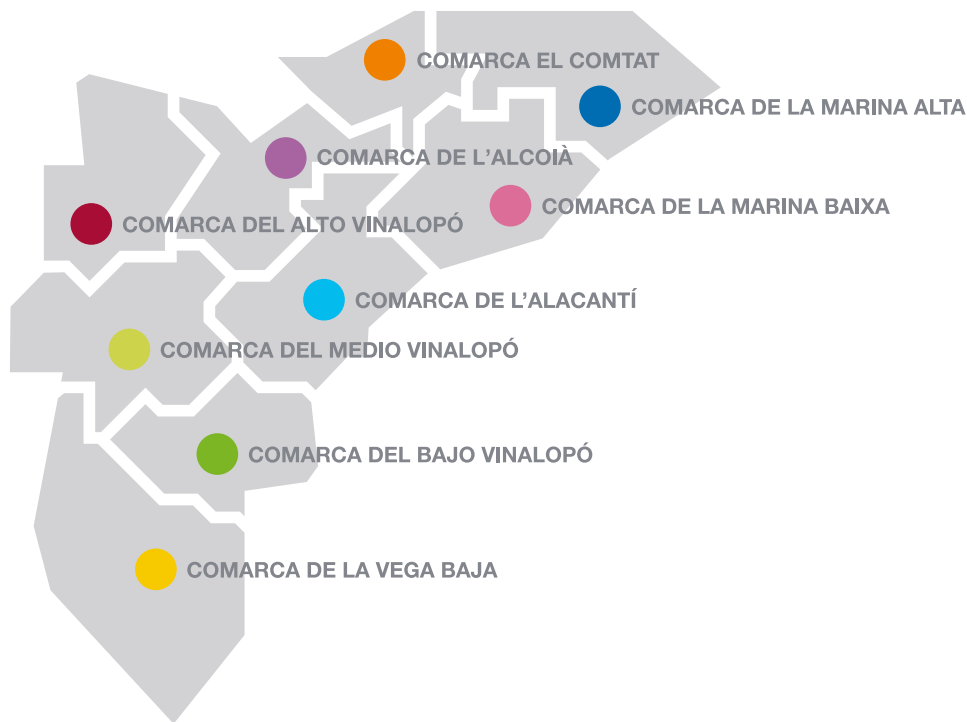 COMARCA EL COMTAT
COMARCA DE LA MARINA ALTA
COMARCA DE L’ALCOIÀ
COMARCA DE LA MARINA BAIXA
COMARCA DEL ALTO VINALOPÓ
COMARCA DE L’ALACANTÍ
COMARCA DEL MEDIO VINALOPÓ
COMARCA DEL BAJO VINALOPÓ
COMARCA DE LA VEGA BAJA